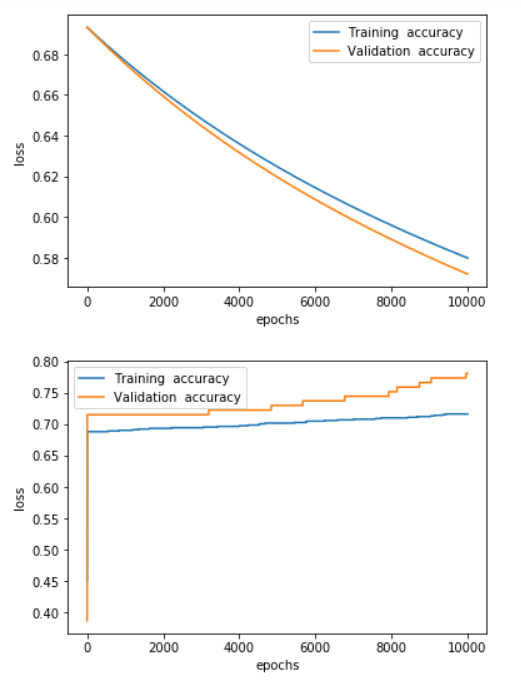 0.68
0.66
0.64
0.62
0.60
0.58
loss
Training accuracy
Validation accuracy
0 2000 4000 6000 8000 10000
epochs
0.80
0.75
0.70
0.65
0.60
0.55
0.50
0.45
0.40
loss
Training accuracy
Validation accuracy
0 2000 4000 6000 8000 10000
epochs